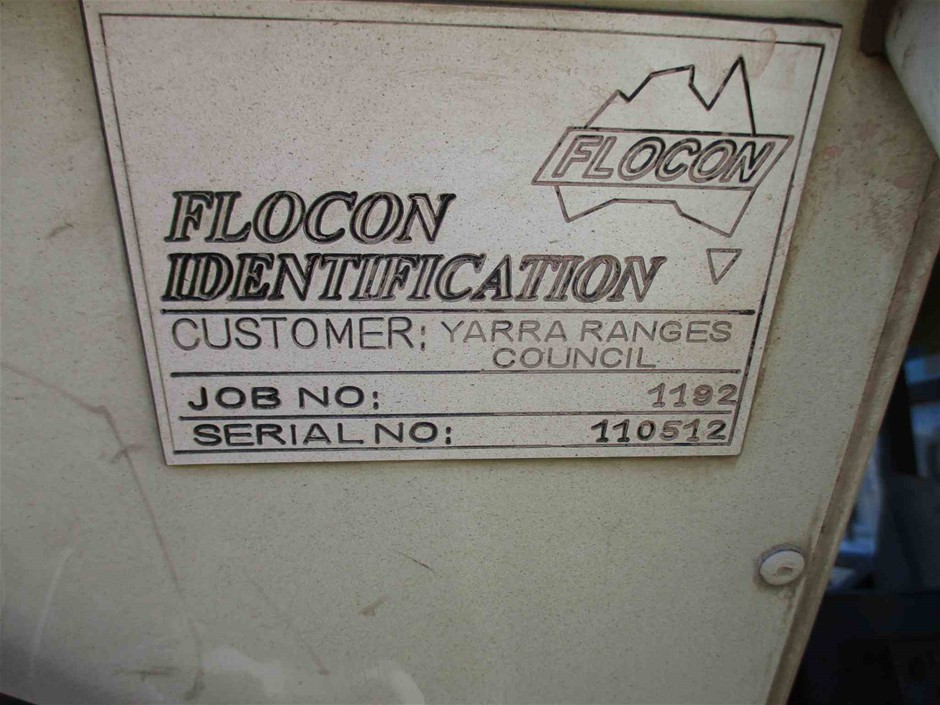 FLOCON
FLOCON
IDENTIFICATION
CUSTOMER: YARRA RANGES
COUNCIL
JOB NO: 1192
SERIAL NO: 110512